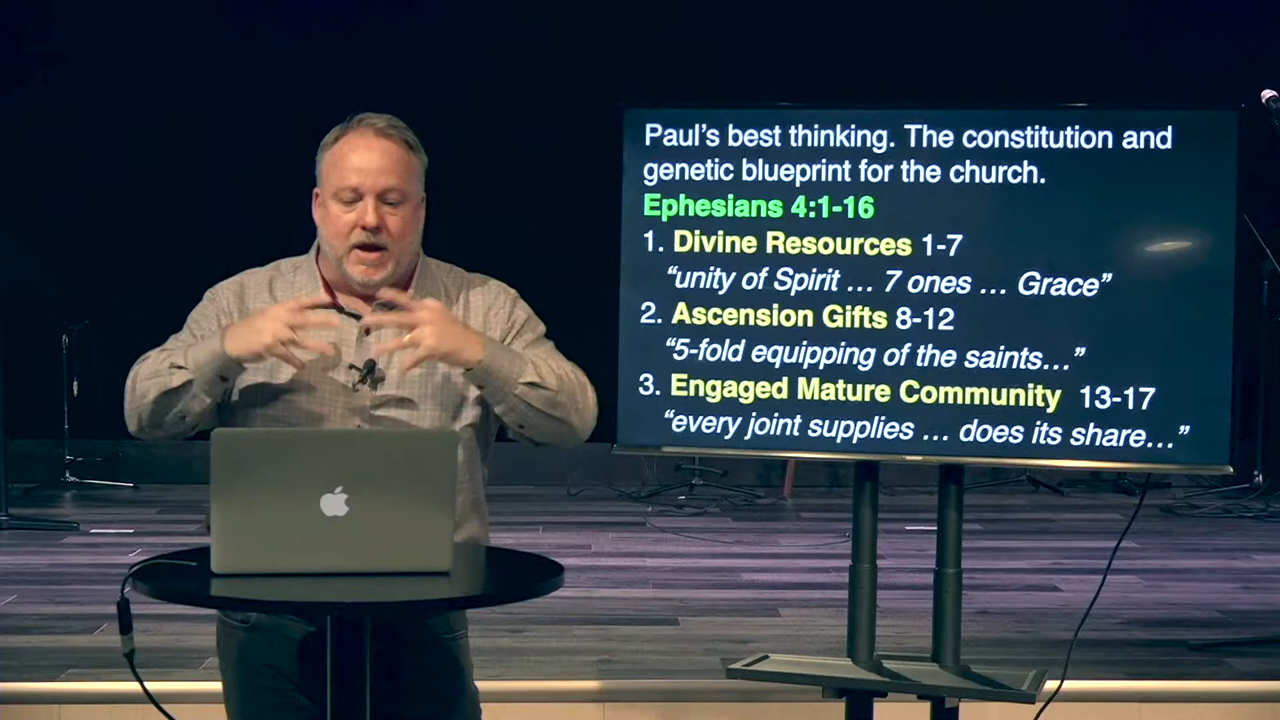 Paul's best thinking. The constitution and
genetic blueprint for the church.
Ephesians 4:1-16
1. Divine Resources 1-7
“unity of Spirit ... 7 ones ... Grace”
2. Ascension Gifts 8-12
“5-fold equipping of the saints...”
3. Engaged Mature Community 13-17
“every joint supplies ... does its share...”